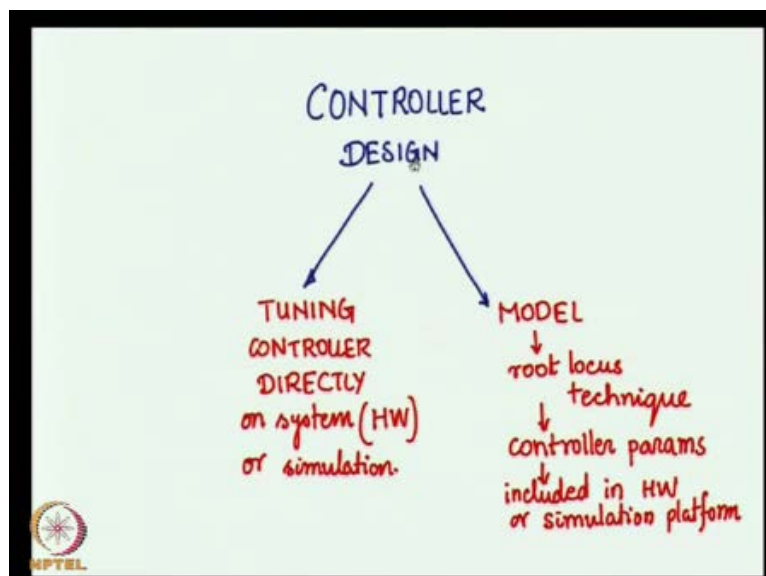 CONTROLLER
DESIGN
TUNING
CONTROLLER
DIRECTLY
on system (HW)
or simulation.
MODEL
root locus
technique
controller params
included in HW
or simulation platform
NPTEL